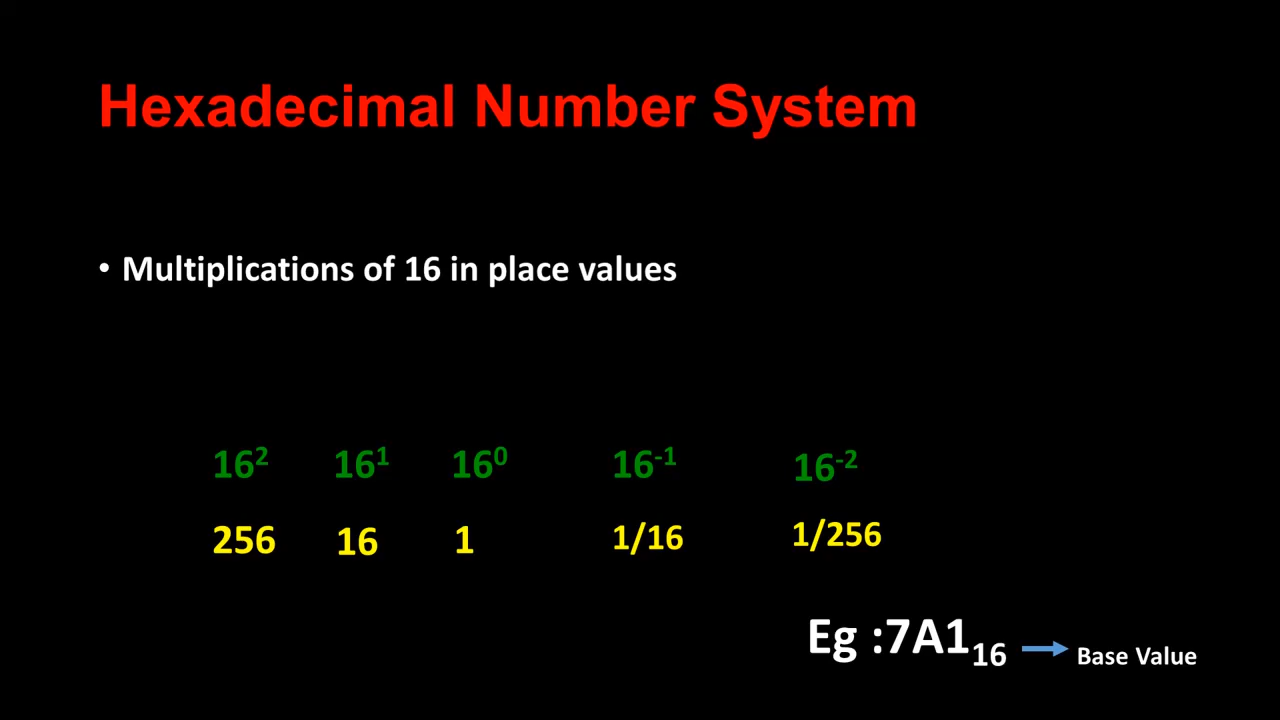 Hexadecimal Number System
• Multiplications of 16 in place values
16² 16¹ 16⁰ 16⁻¹ 16⁻²
256 16 1 1/16 1/256
Eg :7A1₁₆ → Base Value